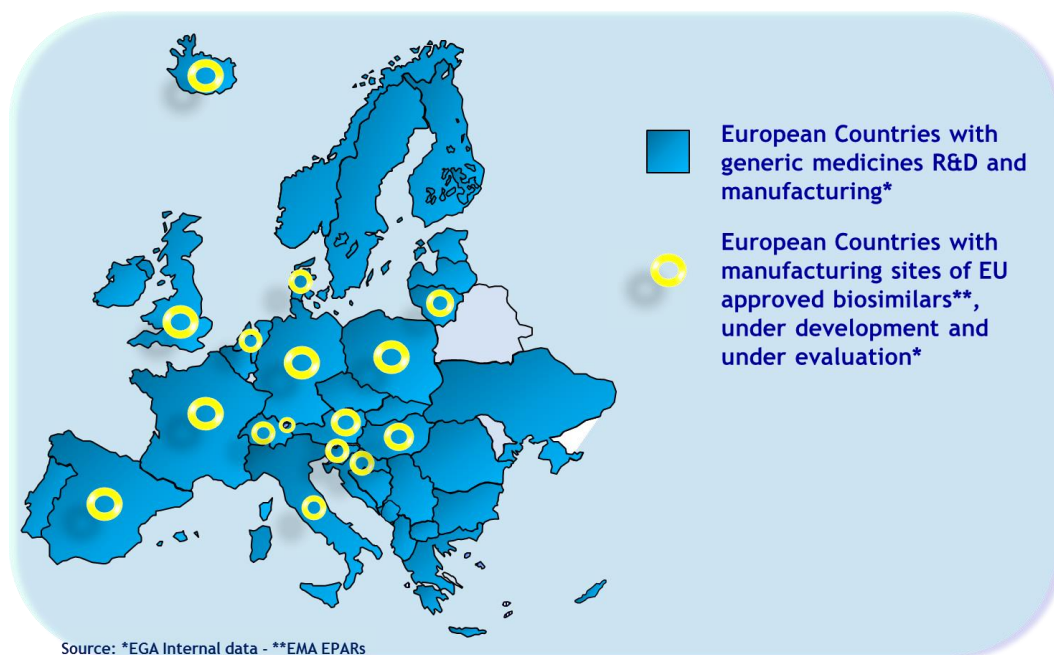 European Countries with
generic medicines R&D and
manufacturing*
European Countries with
manufacturing sites of EU
approved biosimilars**,
under development and
under evaluation*
Source: *EGA Internal data - **EMA EPARs